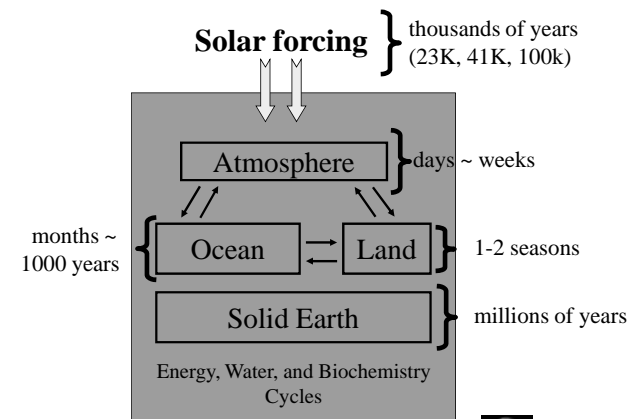 Solar forcing
thousands of years
(23K, 41K, 100k)
Atmosphere
days ~ weeks
months ~
1000 years
Ocean
Land
1-2 seasons
Solid Earth
millions of years
Energy, Water, and Biochemistry
Cycles